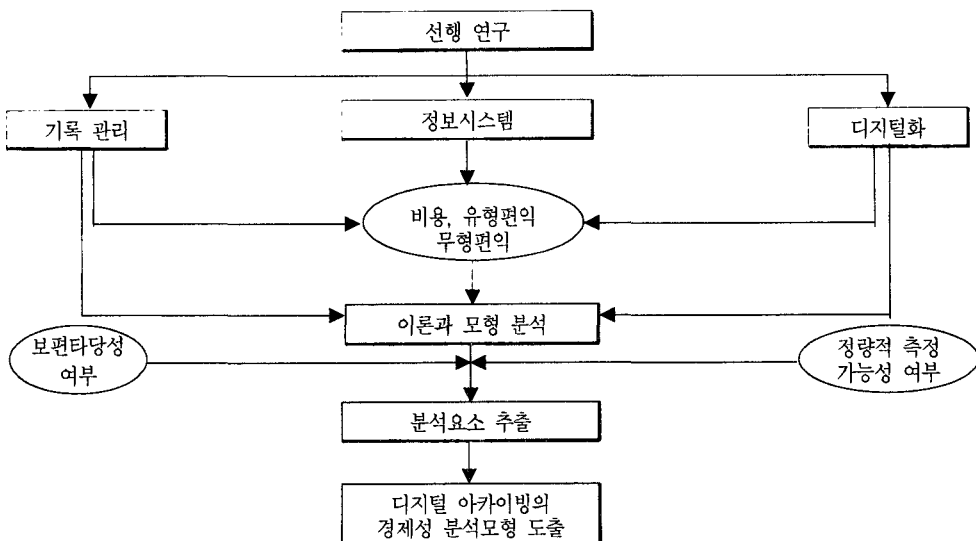 선행 연구
기록 관리
정보시스템
디지털화
비용, 유형편익
무형편익
이론과 모형 분석
보편타당성
여부
정량적 측정
가능성 여부
분석요소 추출
디지털 아카이빙의
경제성 분석모형 도출